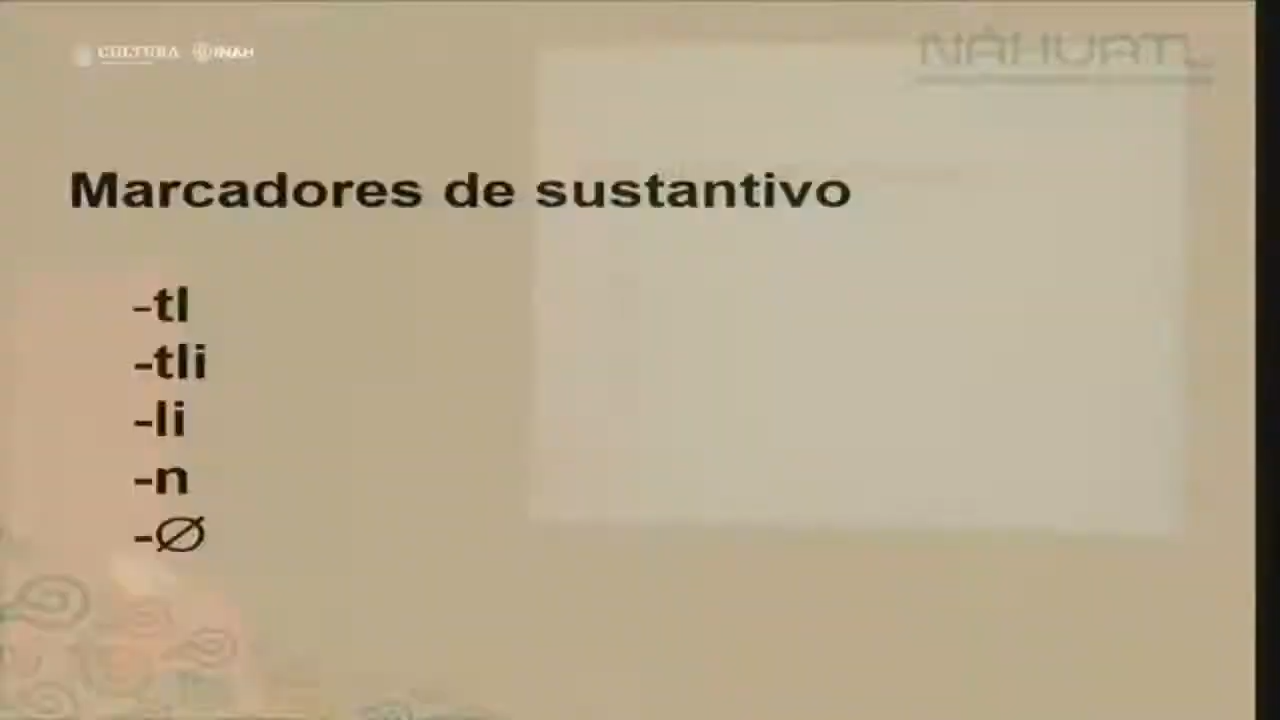 CULTURA INAH
NÁHUATL
Marcadores de sustantivo
-tl
-tli
-li
-n
-Ø